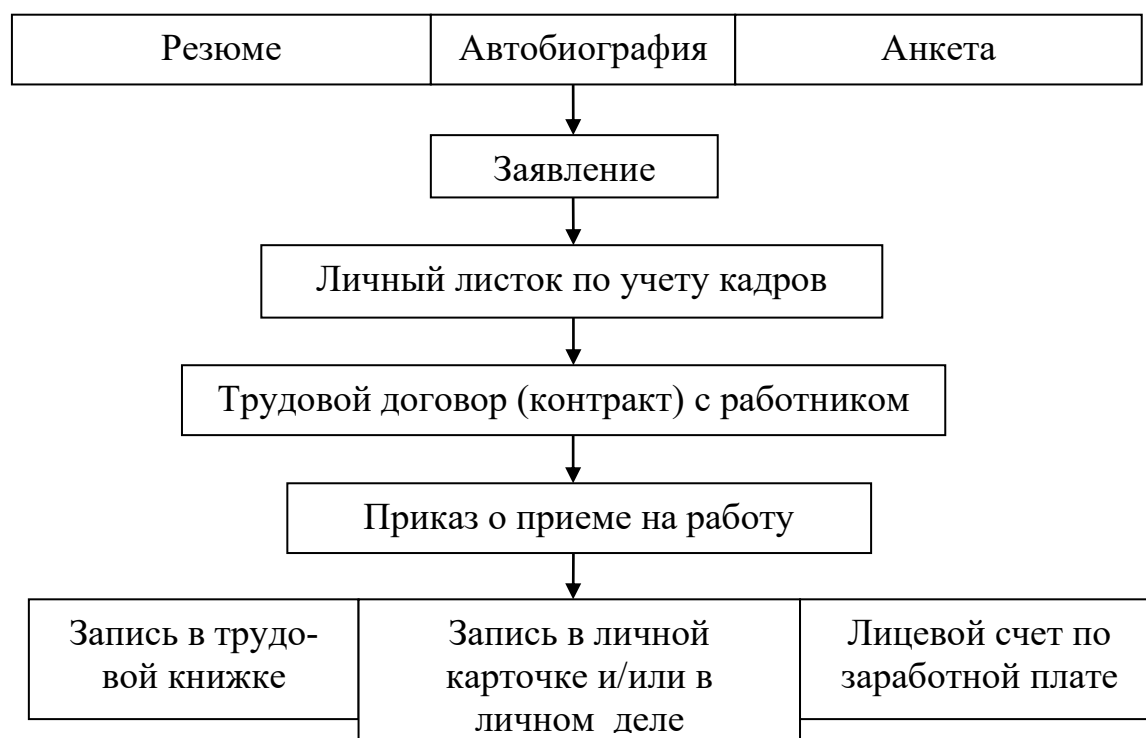 Резюме
Автобиография
Анкета
Заявление
Личный листок по учету кадров
Трудовой договор (контракт) с работником
Приказ о приеме на работу
Запись в трудо-
вой книжке
Запись в личной
карточке и/или в
личном деле
Лицевой счет по
заработной плате